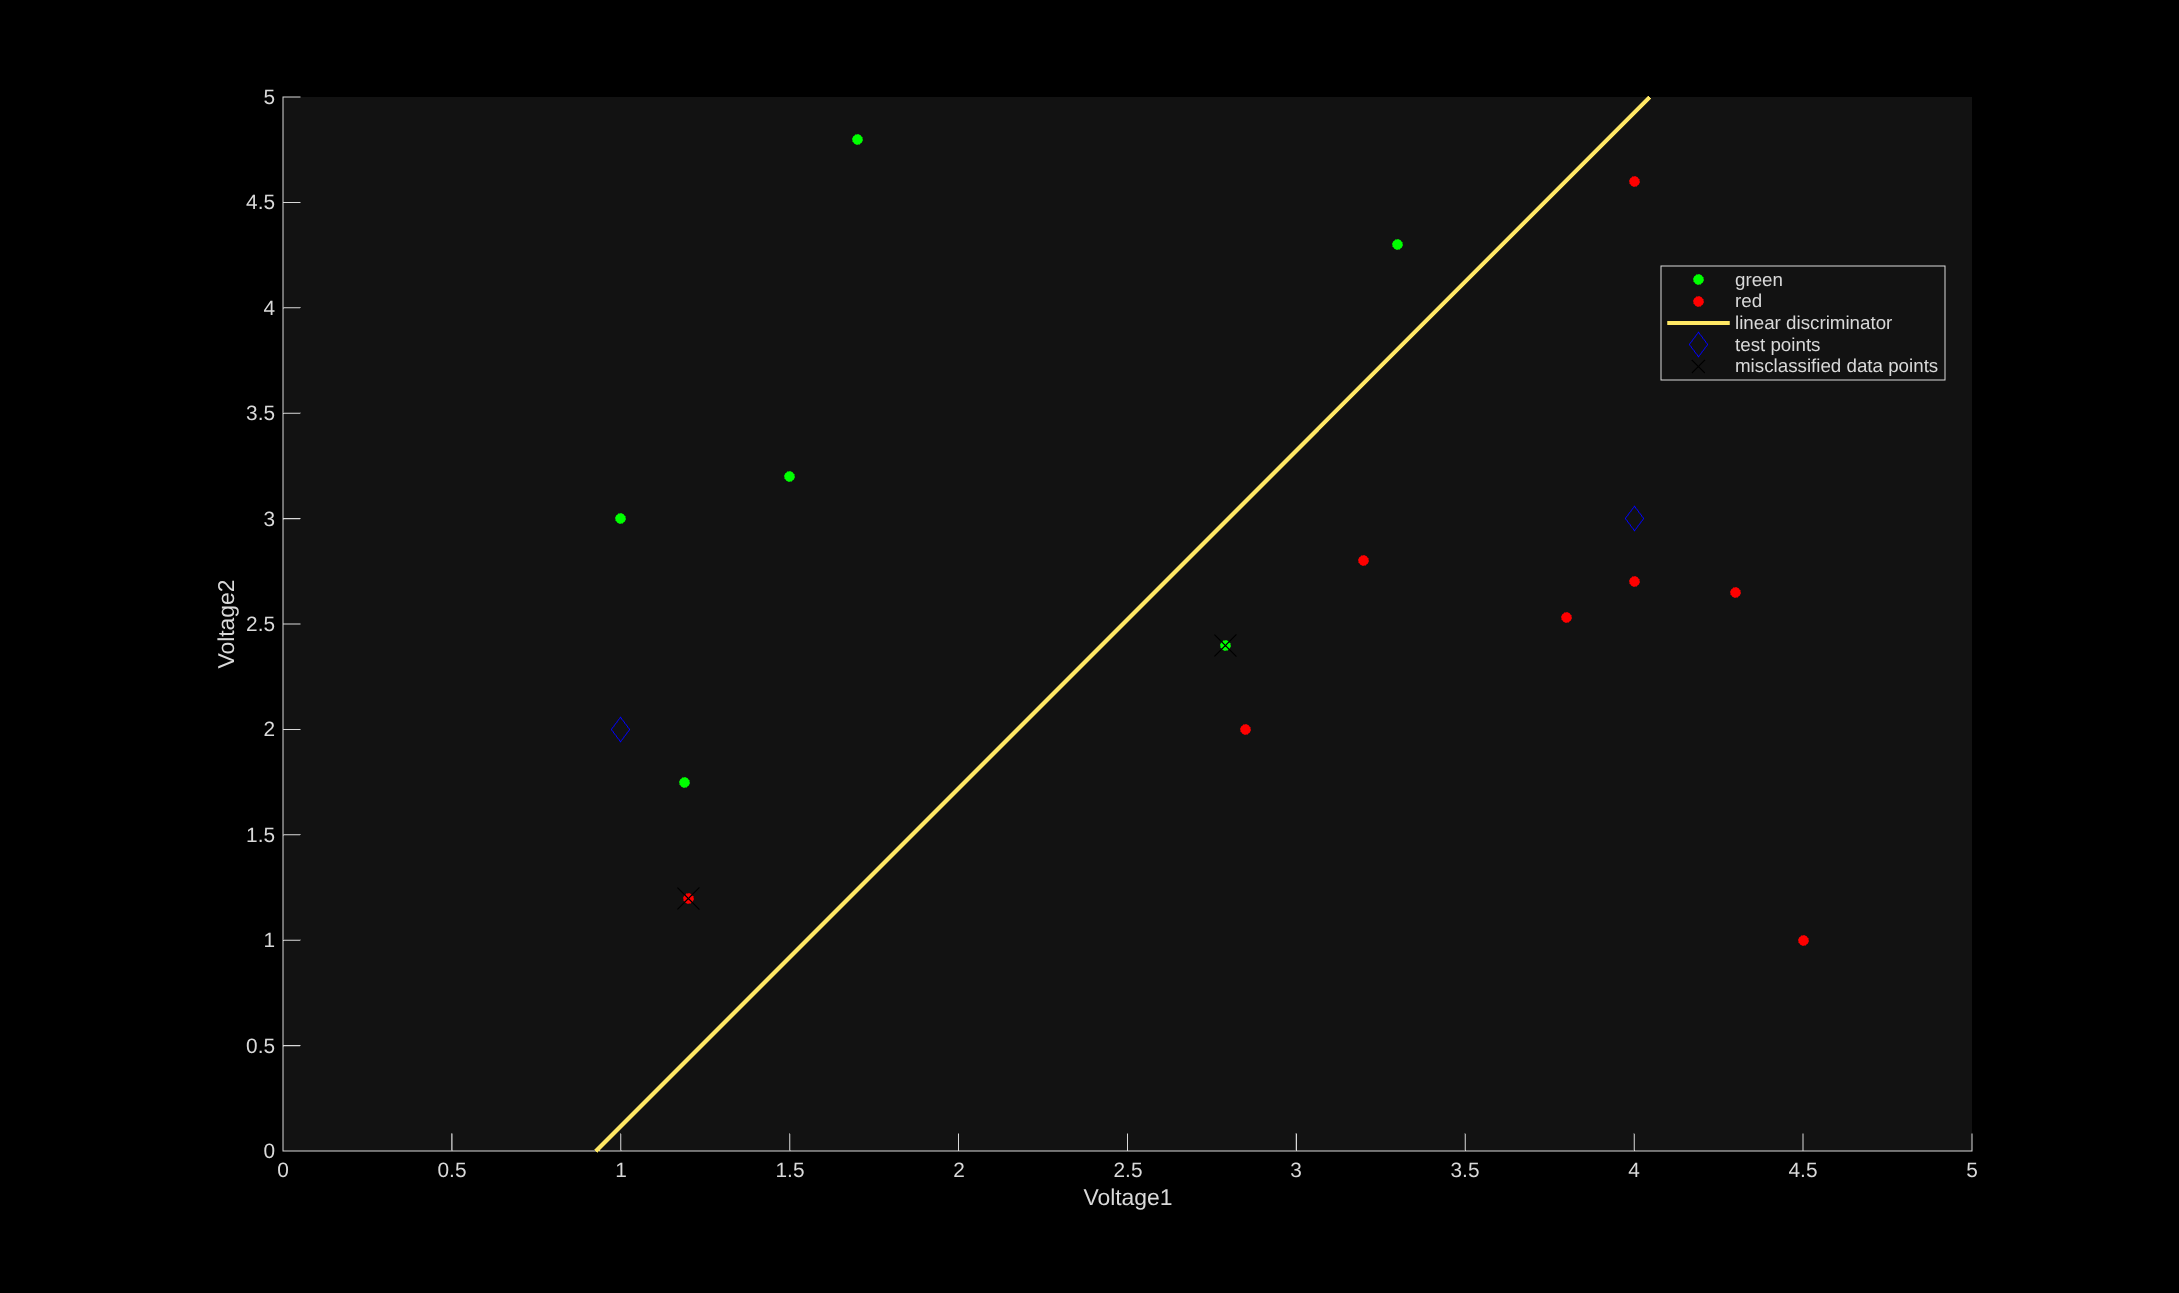 5
4.5
4
3.5
3
2.5
2
1.5
1
0.5
0
Voltage2
green
red
linear discriminator
test points
misclassified data points
0 0.5 1 1.5 2 2.5 3 3.5 4 4.5 5
Voltage1